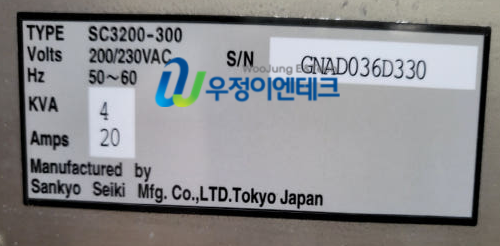 TYPE SC3200-300
Volts 200/230VAC S/N GNAD036D330
Hz 50~60
우정이엔테크
KVA 4
Amps 20
Manufactured by
Sankyo Seiki Mfg. Co.,LTD.Tokyo Japan